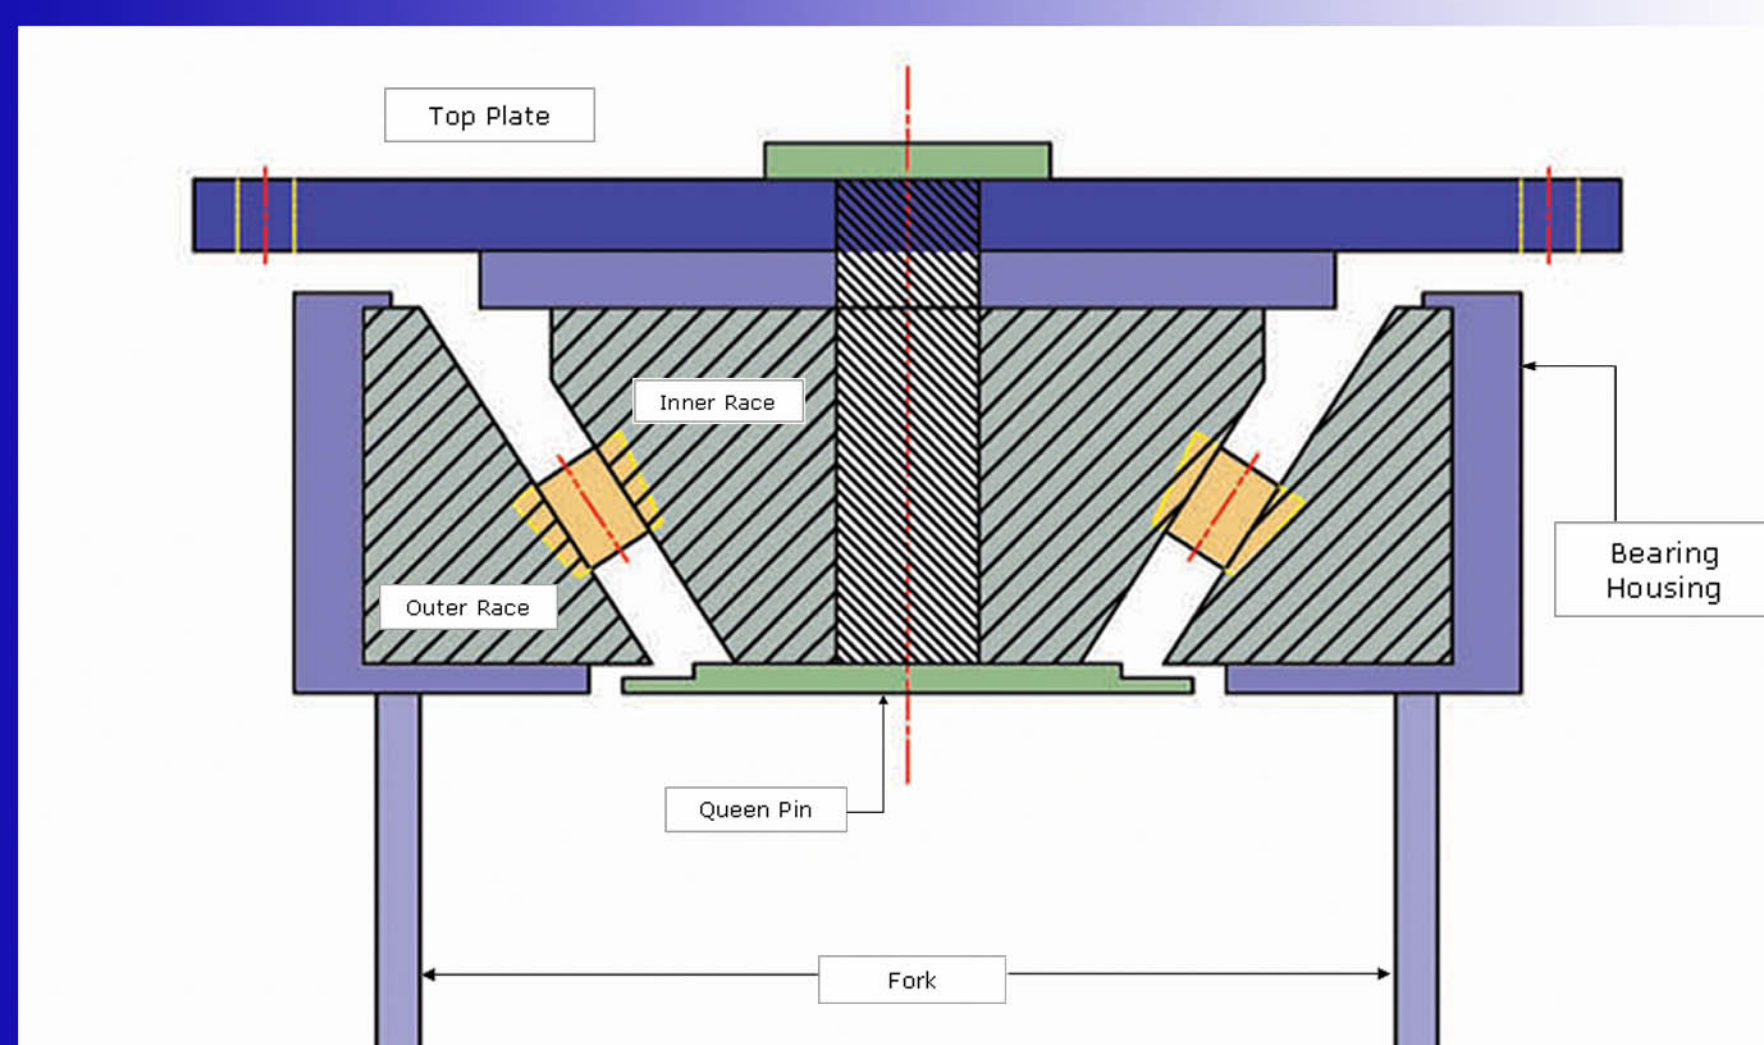 Top Plate
Inner Race
Bearing
Housing
Outer Race
Queen Pin
Fork